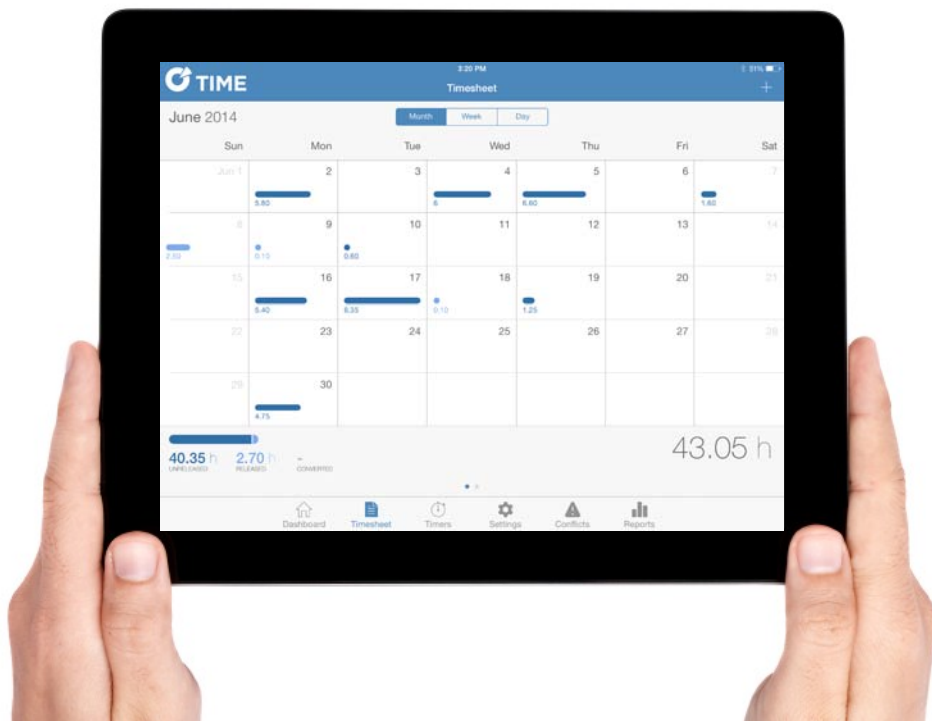 TIME
3:20 PM
51%
Timesheet
+
June 2014
Month Week Day
Sun Mon Tue Wed Thu Fri Sat
Jun 1 2 3 4 5 6 7
5.80 6 6.60 1.60
8 9 10 11 12 13 14
2.50 0.10 0.60
15 16 17 18 19 20 21
5.40 8.35 0.10 1.25
22 23 24 25 26 27 28
29 30
4.75
40.35 h 2.70 h - 43.05 h
UNRELEASED RELEASED CONVERTED
Dashboard Timesheet Timers Settings Conflicts Reports